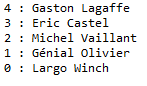 4 : Gaston Lagaffe
3 : Eric Castel
2 : Michel Vaillant
1 : Génial Olivier
0 : Largo Winch